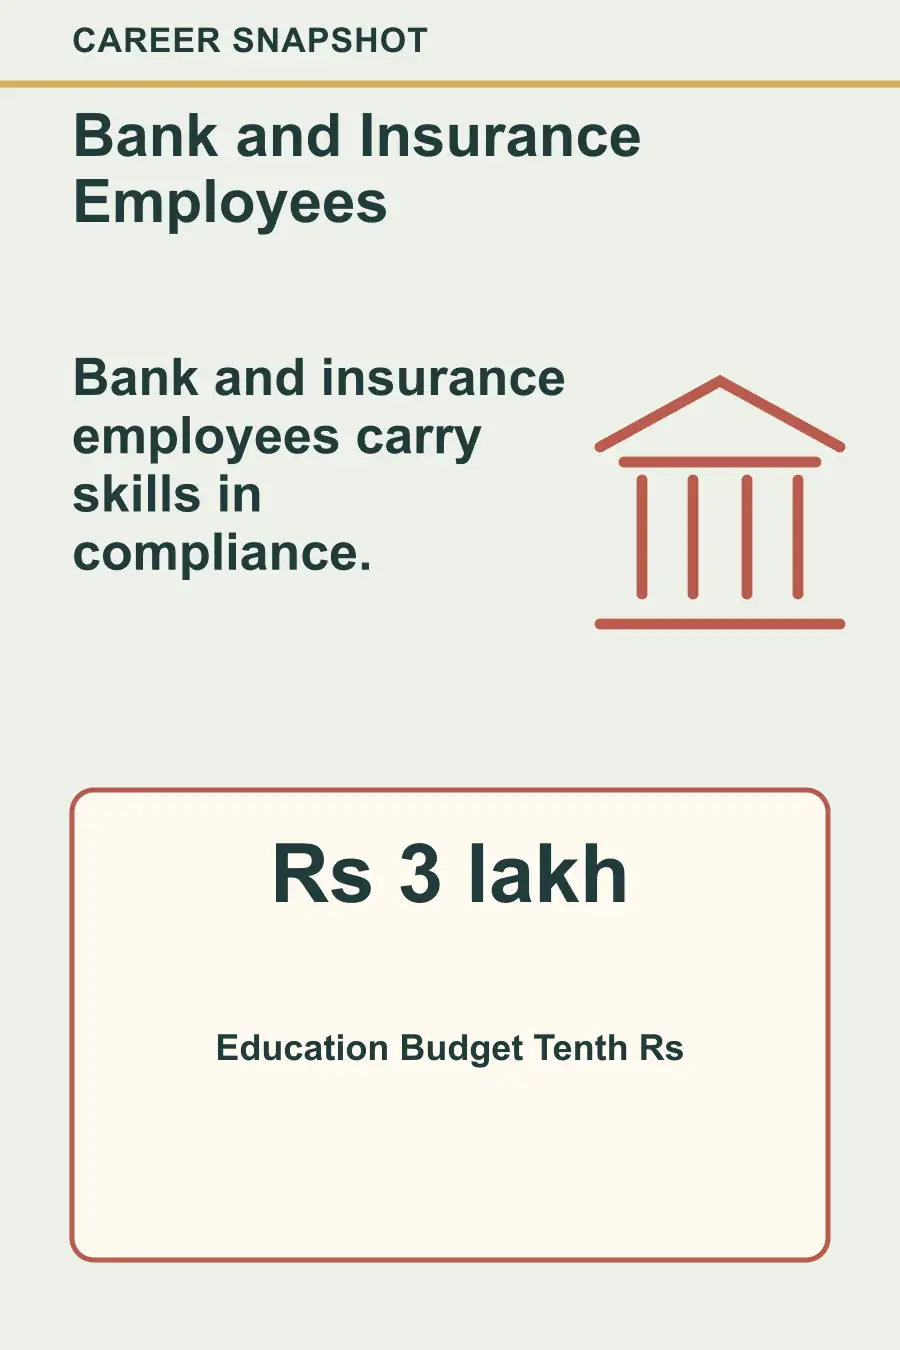 CAREER SNAPSHOT
Bank and Insurance
Employees
Bank and insurance
employees carry
skills in
compliance.
Rs 3 lakh
Education Budget Tenth Rs